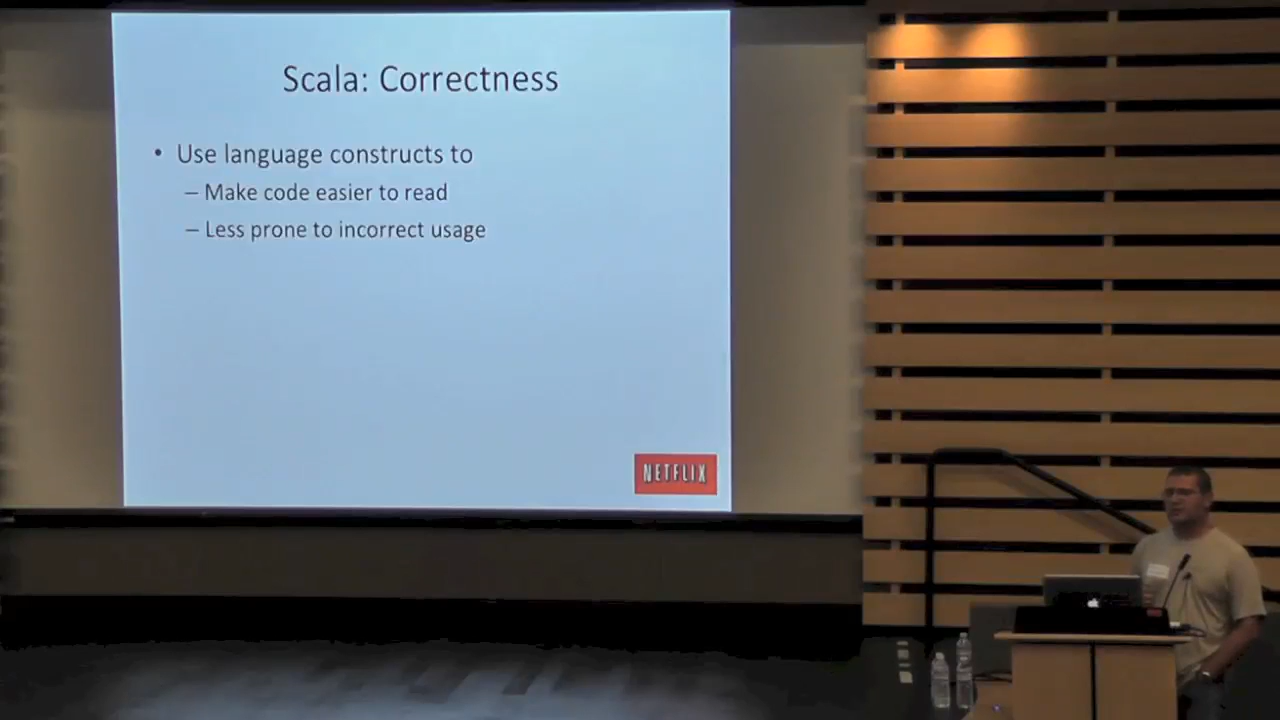 Scala: Correctness
• Use language constructs to
– Make code easier to read
– Less prone to incorrect usage
NETFLIX